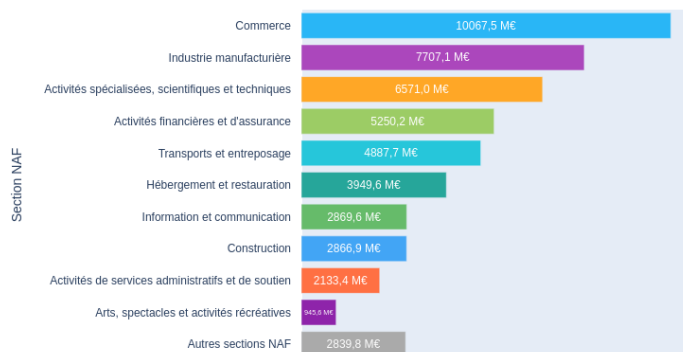 Section NAF
Commerce 10067,5 M€
Industrie manufacturière 7707,1 M€
Activités spécialisées, scientifiques et techniques 6571,0 M€
Activités financières et d'assurance 5250,2 M€
Transports et entreposage 4887,7 M€
Hébergement et restauration 3949,6 M€
Information et communication 2869,6 M€
Construction 2866,9 M€
Activités de services administratifs et de soutien 2133,4 M€
Arts, spectacles et activités récréatives 945,6 M€
Autres sections NAF 2839,8 M€